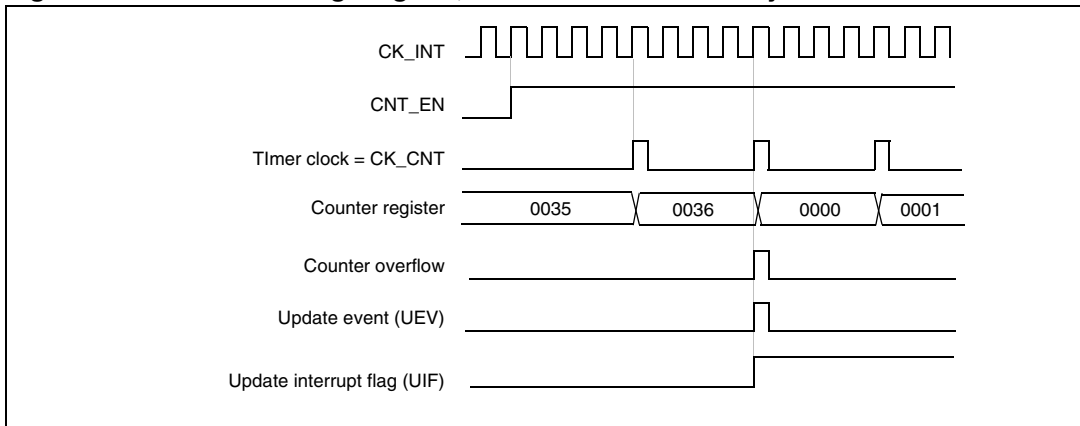 CK_INT
CNT_EN
TImer clock = CK_CNT
Counter register 0035 0036 0000 0001
Counter overflow
Update event (UEV)
Update interrupt flag (UIF)